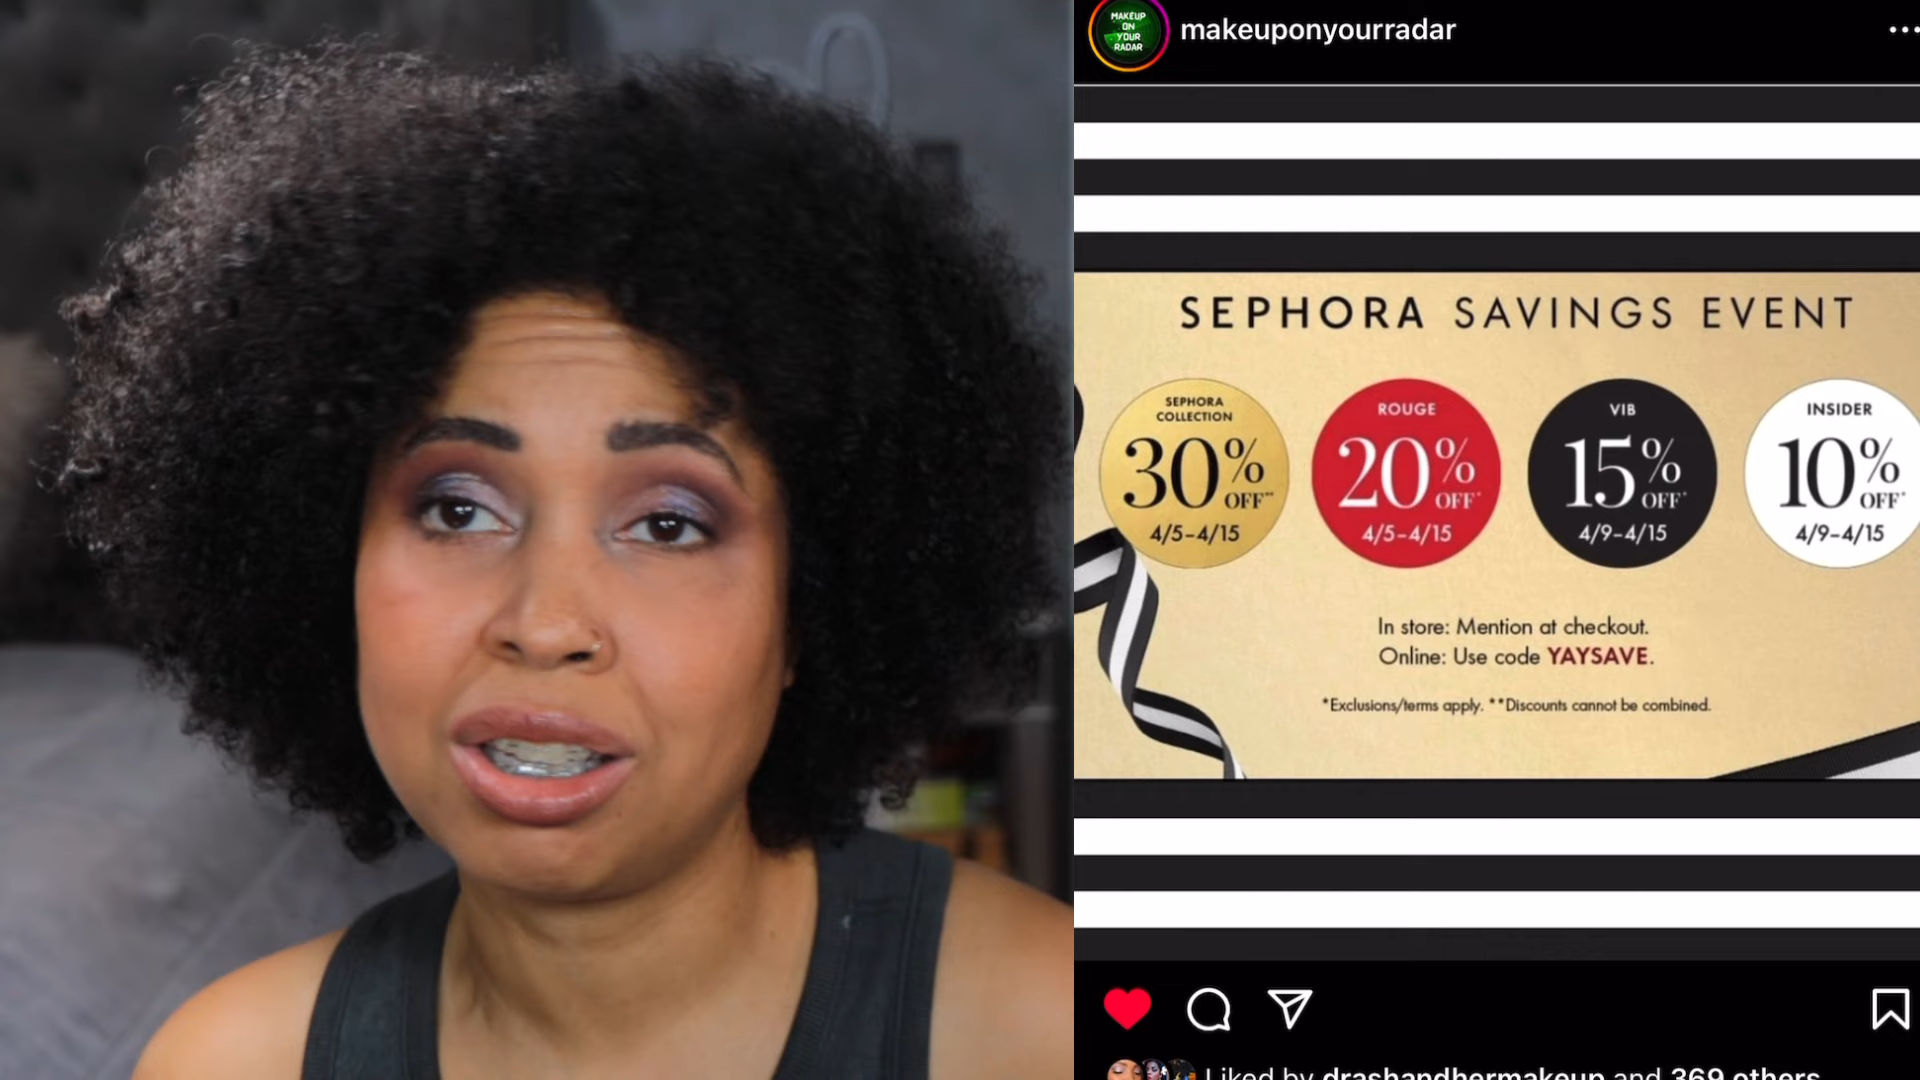 MAKEUP
ON
YOUR
RADAR
makeuponyourradar
SEPHORA SAVINGS EVENT
SEPHORA
COLLECTION
30%
OFF**
4/5-4/15
ROUGE
20%
OFF*
4/5-4/15
VIB
15%
OFF*
4/9-4/15
INSIDER
10%
OFF*
4/9-4/15
In store: Mention at checkout.
Online: Use code YAYSAVE.
*Exclusions/terms apply. **Discounts cannot be combined.
Liked by drashandhermakeup and 369 others